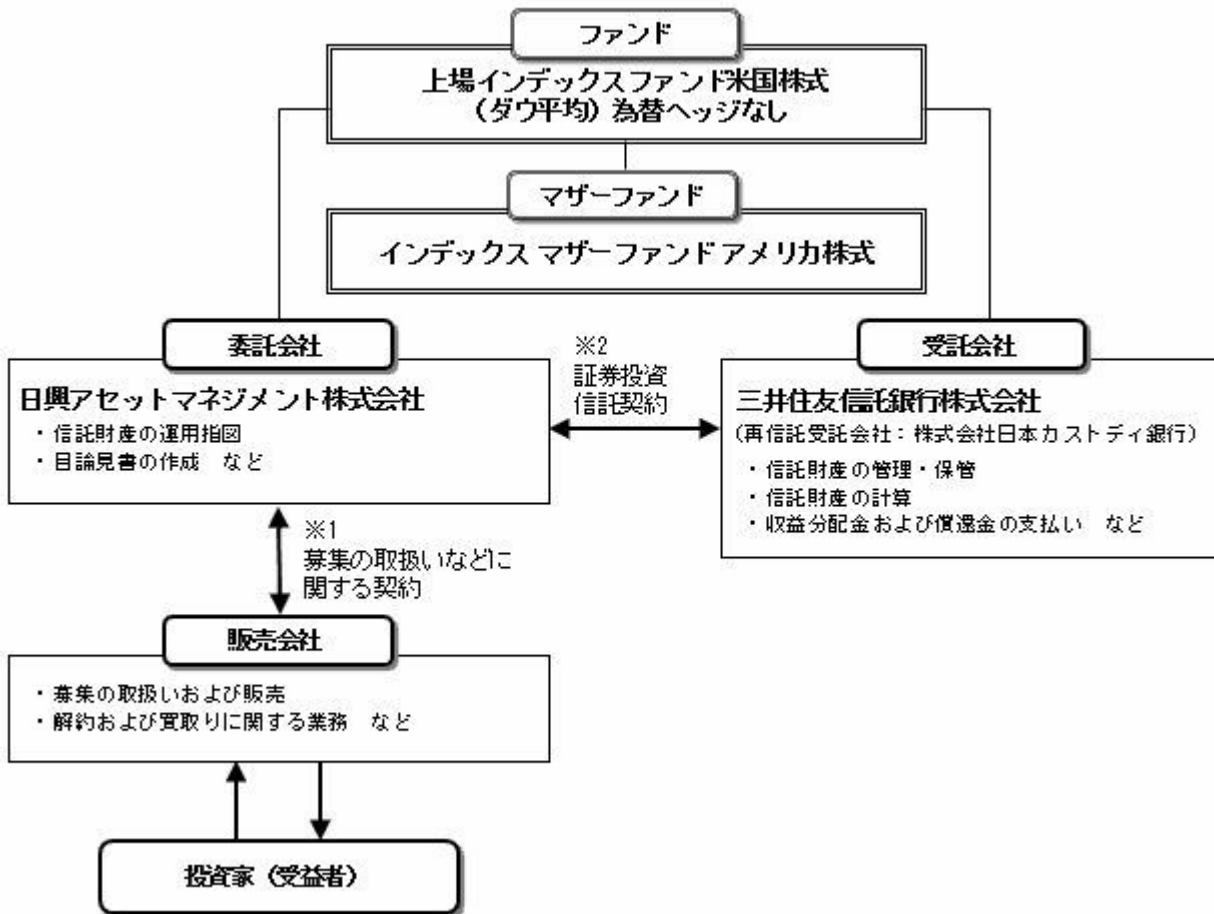 ファンド
上場インデックスファンド米国株式
（ダウ平均）為替ヘッジなし
マザーファンド
インデックス マザーファンド アメリカ株式
委託会社
日興アセットマネジメント株式会社
・信託財産の運用指図
・目論見書の作成　など
※2
証券投資
信託契約
受託会社
三井住友信託銀行株式会社
（再信託受託会社：株式会社日本カストディ銀行）
・信託財産の管理・保管
・信託財産の計算
・収益分配金および償還金の支払い　など
※1
募集の取扱いなどに
関する契約
販売会社
・募集の取扱いおよび販売
・解約および買取りに関する業務　など
投資家（受益者）